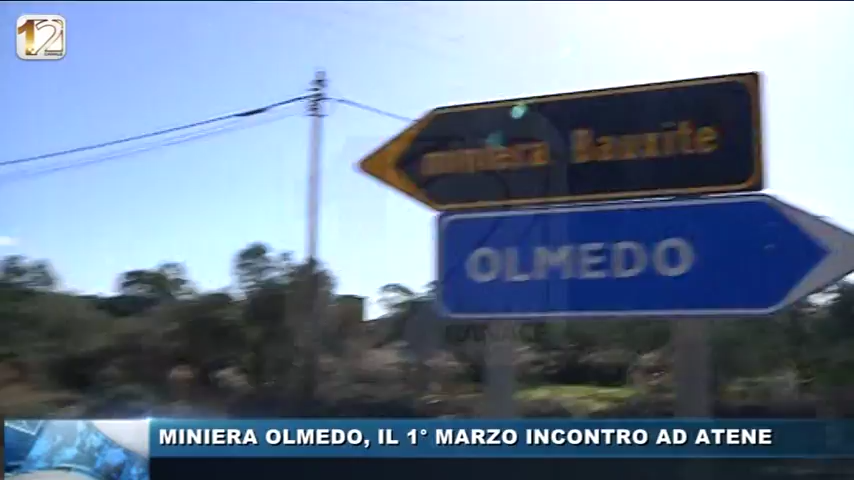 12
miniera Bauxite
OLMEDO
MINIERA OLMEDO, IL 1° MARZO INCONTRO AD ATENE